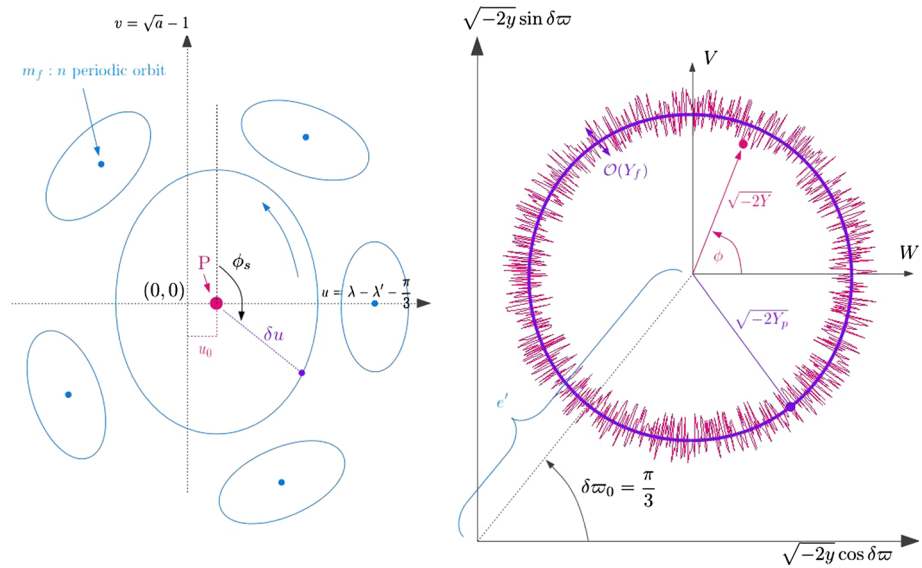 v = √a − 1
m_f : n periodic orbit
P
ϕ_s
(0, 0)
u = λ − λ′ − π/3
δu
u_0
√−2y sin δϖ
V
O(Y_f)
√−2Y
ϕ
W
√−2Y_p
e′
δϖ_0 = π/3
√−2y cos δϖ